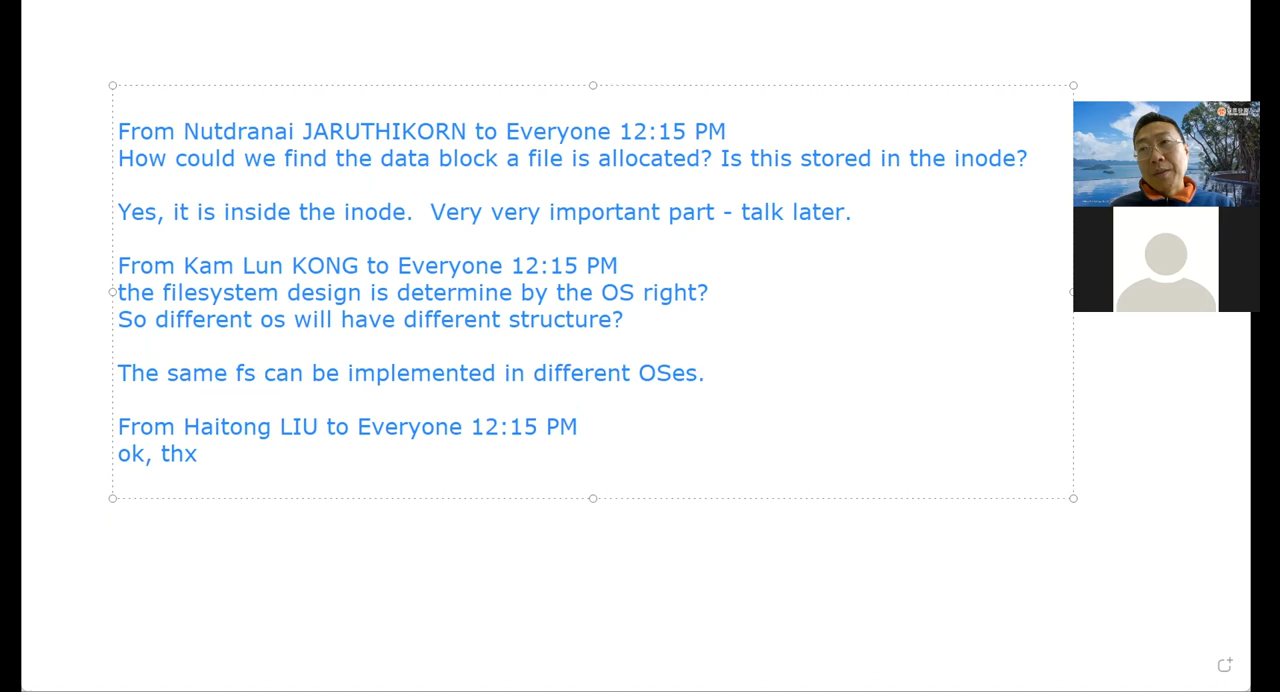 From Nutdranai JARUTHIKORN to Everyone 12:15 PM
How could we find the data block a file is allocated? Is this stored in the inode?
Yes, it is inside the inode.  Very very important part - talk later.
From Kam Lun KONG to Everyone 12:15 PM
the filesystem design is determine by the OS right?
So different os will have different structure?
The same fs can be implemented in different OSes.
From Haitong LIU to Everyone 12:15 PM
ok, thx